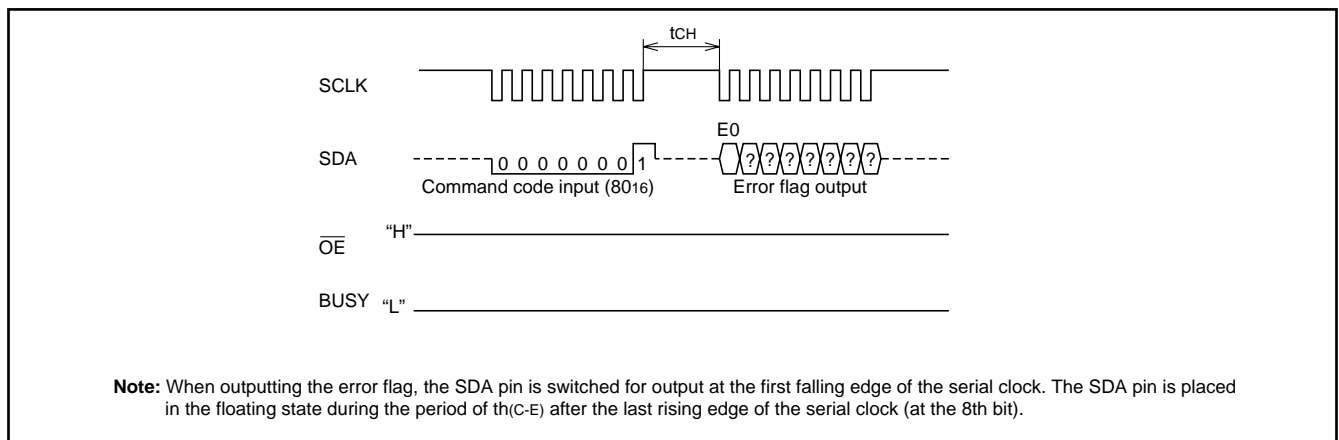 tCH
SCLK
E0
SDA
0 0 0 0 0 0 0 1
? ? ? ? ? ? ?
Command code input (8016)
Error flag output
OE
“H”
BUSY
“L”
Note: When outputting the error flag, the SDA pin is switched for output at the first falling edge of the serial clock. The SDA pin is placed
in the floating state during the period of th(C-E) after the last rising edge of the serial clock (at the 8th bit).